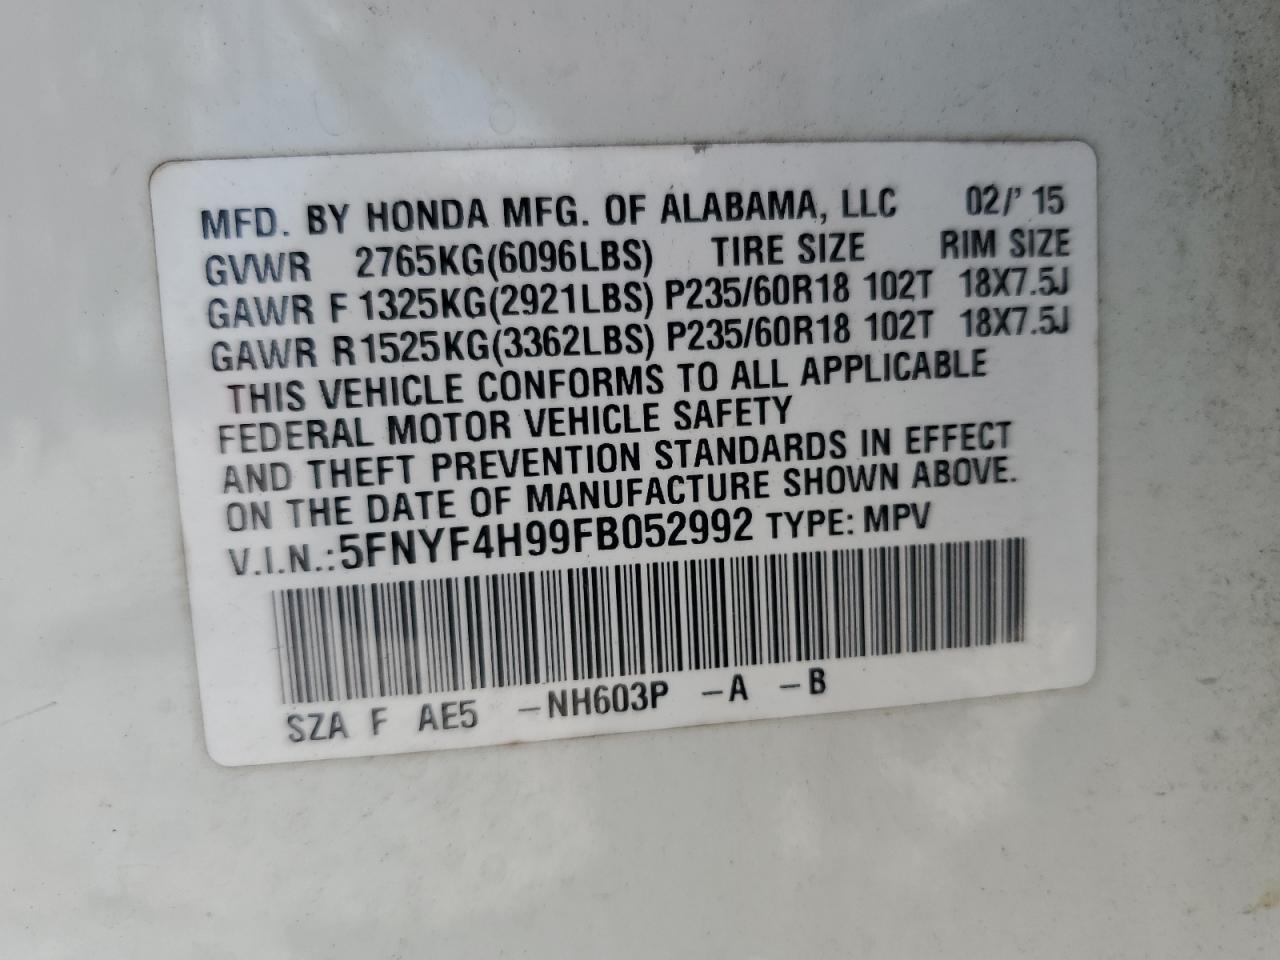 MFD. BY HONDA MFG. OF ALABAMA, LLC 02/'15
GVWR 2765KG(6096LBS) TIRE SIZE RIM SIZE
GAWR F 1325KG(2921LBS) P235/60R18 102T 18X7.5J
GAWR R1525KG(3362LBS) P235/60R18 102T 18X7.5J
THIS VEHICLE CONFORMS TO ALL APPLICABLE
FEDERAL MOTOR VEHICLE SAFETY
AND THEFT PREVENTION STANDARDS IN EFFECT
ON THE DATE OF MANUFACTURE SHOWN ABOVE.
V.I.N.:5FNYF4H99FB052992 TYPE: MPV
SZA F AE5 –NH603P –A –B